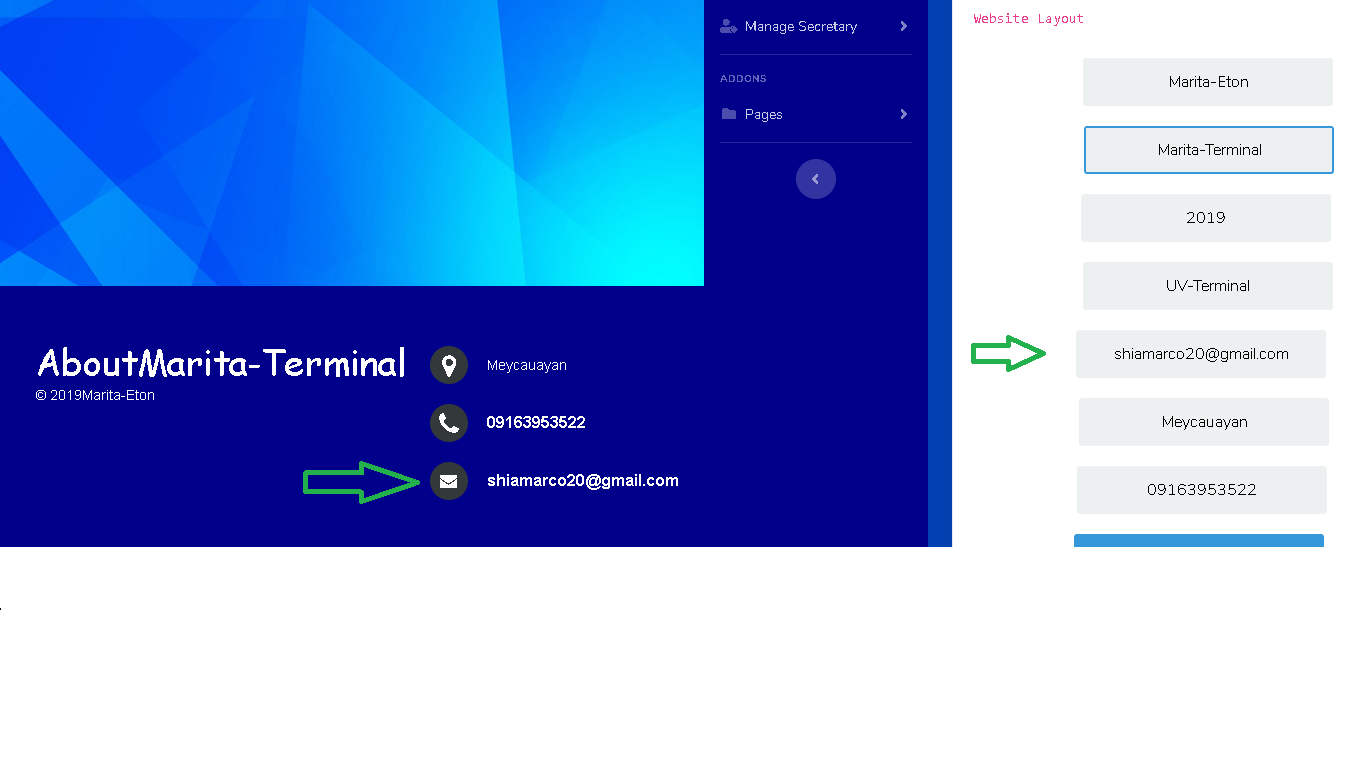 Manage Secretary
ADDONS
Pages
AboutMarita-Terminal
© 2019Marita-Eton
Meycauayan
09163953522
shiamarco20@gmail.com
Website Layout
Marita-Eton
Marita-Terminal
2019
UV-Terminal
shiamarco20@gmail.com
Meycauayan
09163953522